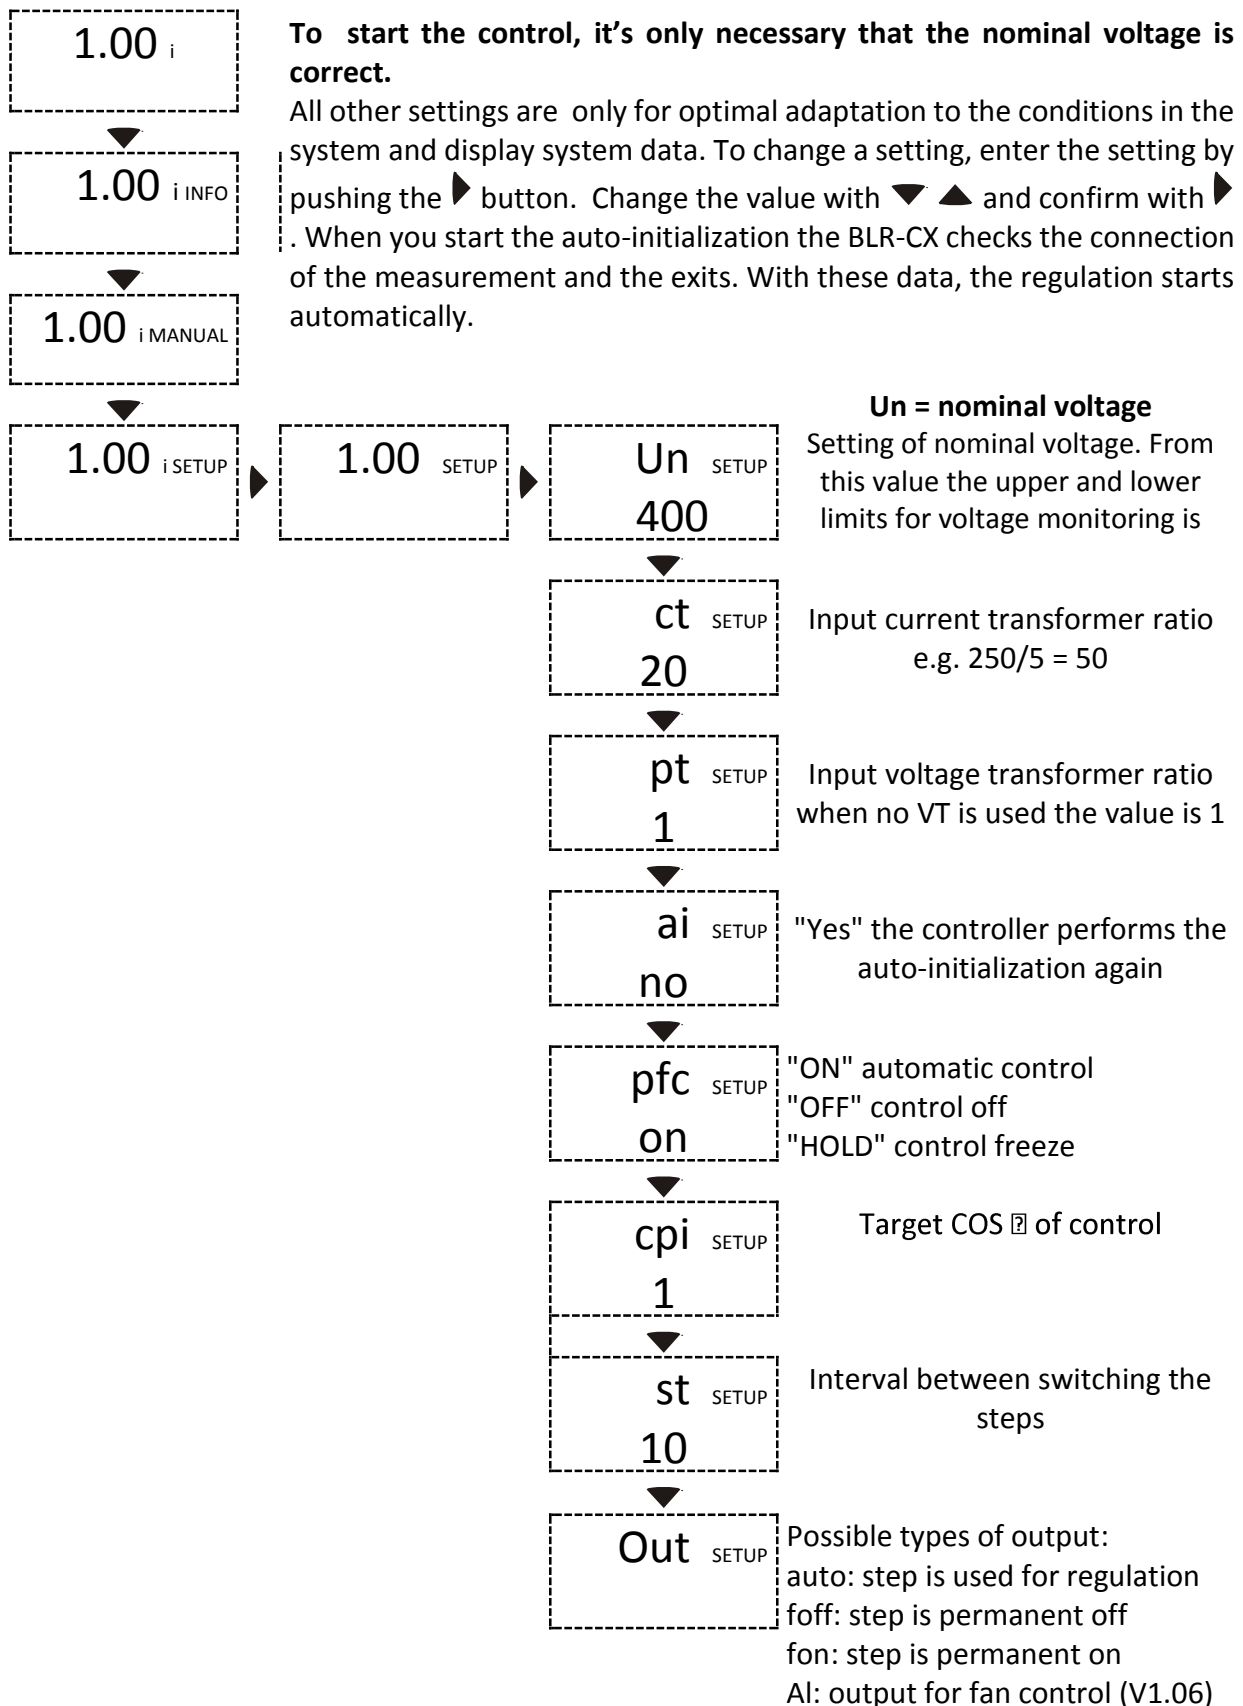 1.00 i
To start the control, it’s only necessary that the nominal voltage is
correct.
All other settings are only for optimal adaptation to the conditions in the
system and display system data. To change a setting, enter the setting by
1.00 i INFO
pushing the button. Change the value with and confirm with
. When you start the auto-initialization the BLR-CX checks the connection
of the measurement and the exits. With these data, the regulation starts
automatically.
1.00 i MANUAL
1.00 i SETUP
1.00 SETUP
Un SETUP
400
Un = nominal voltage
Setting of nominal voltage. From
this value the upper and lower
limits for voltage monitoring is
ct SETUP
20
Input current transformer ratio
e.g. 250/5 = 50
pt SETUP
1
Input voltage transformer ratio
when no VT is used the value is 1
ai SETUP
no
"Yes" the controller performs the
auto-initialization again
pfc SETUP
on
"ON" automatic control
"OFF" control off
"HOLD" control freeze
cpi SETUP
1
Target COS ⍰ of control
st SETUP
10
Interval between switching the
steps
Out SETUP
Possible types of output:
auto: step is used for regulation
foff: step is permanent off
fon: step is permanent on
Al: output for fan control (V1.06)